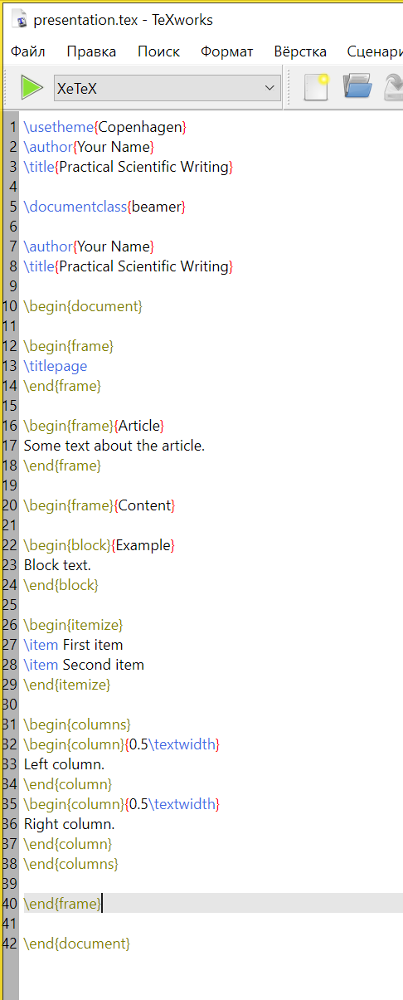 presentation.tex - TeXworks
Файл Правка Поиск Формат Вёрстка Сценари
XeTeX
1 \usetheme{Copenhagen}
2 \author{Your Name}
3 \title{Practical Scientific Writing}
4
5 \documentclass{beamer}
6
7 \author{Your Name}
8 \title{Practical Scientific Writing}
9
10 \begin{document}
11
12 \begin{frame}
13 \titlepage
14 \end{frame}
15
16 \begin{frame}{Article}
17 Some text about the article.
18 \end{frame}
19
20 \begin{frame}{Content}
21
22 \begin{block}{Example}
23 Block text.
24 \end{block}
25
26 \begin{itemize}
27 \item First item
28 \item Second item
29 \end{itemize}
30
31 \begin{columns}
32 \begin{column}{0.5\textwidth}
33 Left column.
34 \end{column}
35 \begin{column}{0.5\textwidth}
36 Right column.
37 \end{column}
38 \end{columns}
39
40 \end{frame}
41
42 \end{document}